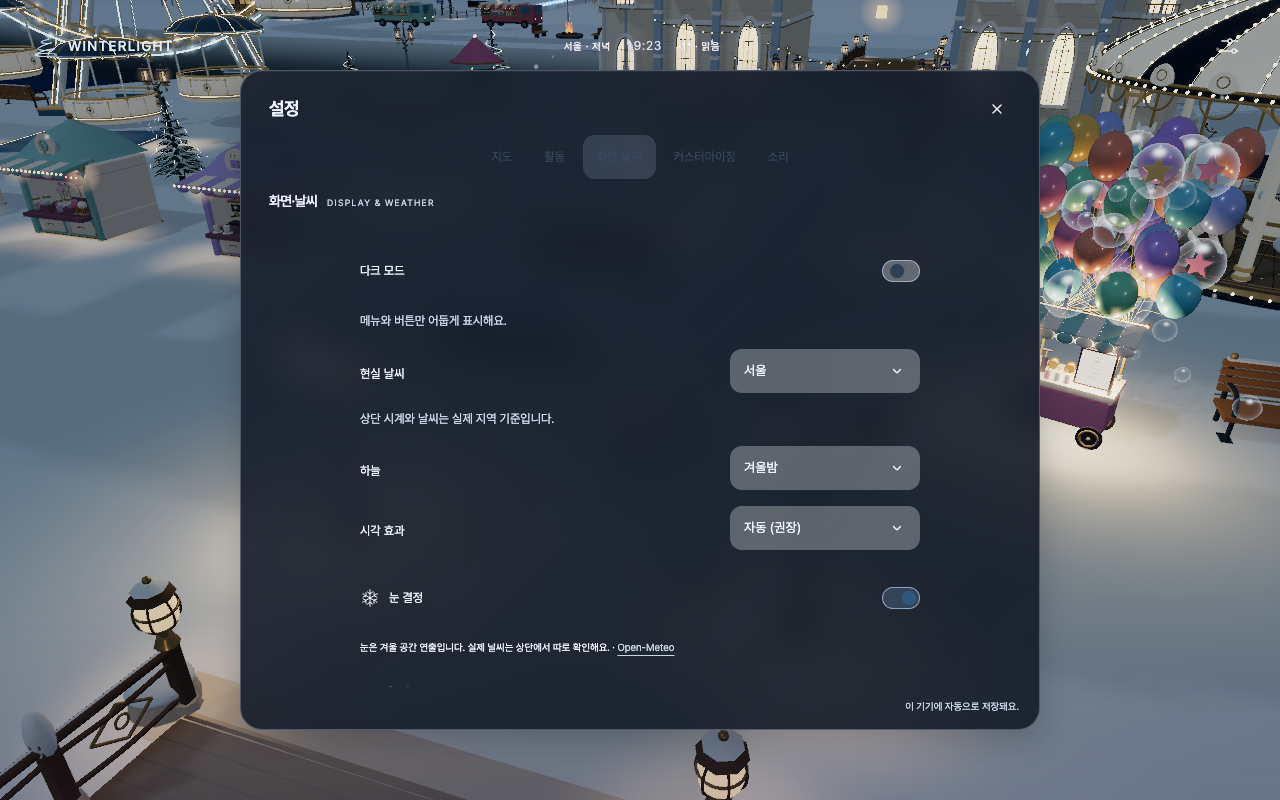 WINTERLIGHT
서울 · 저녁 9:23 맑음
설정
지도 활동 화면·날씨 커스터마이징 소리
화면·날씨 DISPLAY & WEATHER
다크 모드
메뉴와 버튼만 어둡게 표시해요.
현실 날씨 서울
상단 시계와 날씨는 실제 지역 기준입니다.
하늘 겨울밤
시각 효과 자동 (권장)
눈 결정
눈은 겨울 공간 연출입니다. 실제 날씨는 상단에서 따로 확인해요. · Open-Meteo
이 기기에 자동으로 저장돼요.